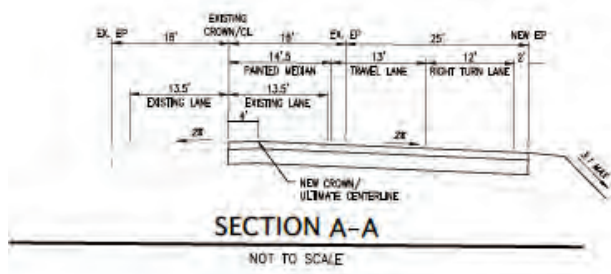 EXISTING
CROWN/CL
EX. EP
EX. EP
NEW EP
16'
16'
25'
14'.5
13'
12'
2'
PAINTED MEDIAN
TRAVEL LANE
RIGHT TURN LANE
13.5'
13.5'
EXISTING LANE
EXISTING LANE
4'
2%
2%
3:1 MAX
NEW CROWN/
ULTIMATE CENTERLINE
SECTION A-A
NOT TO SCALE